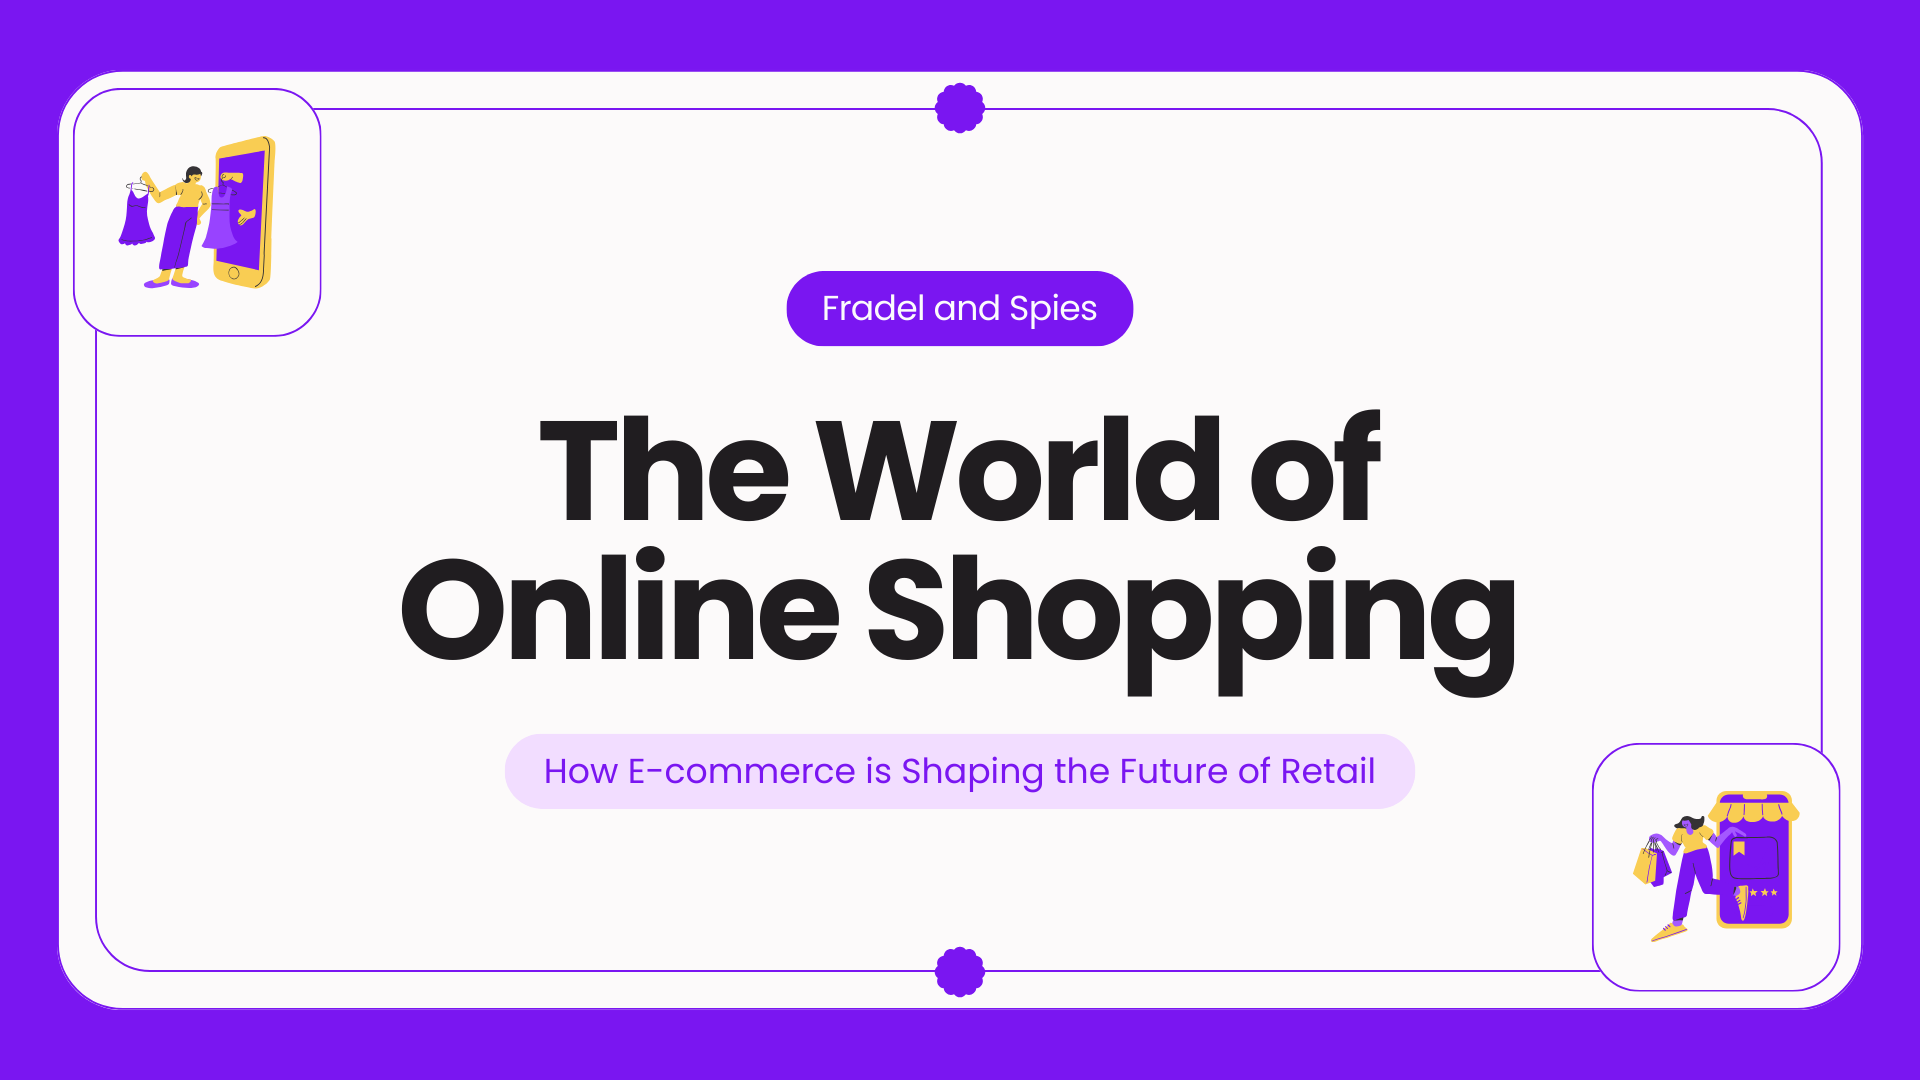 Fradel and Spies
The World of
Online Shopping
How E-commerce is Shaping the Future of Retail